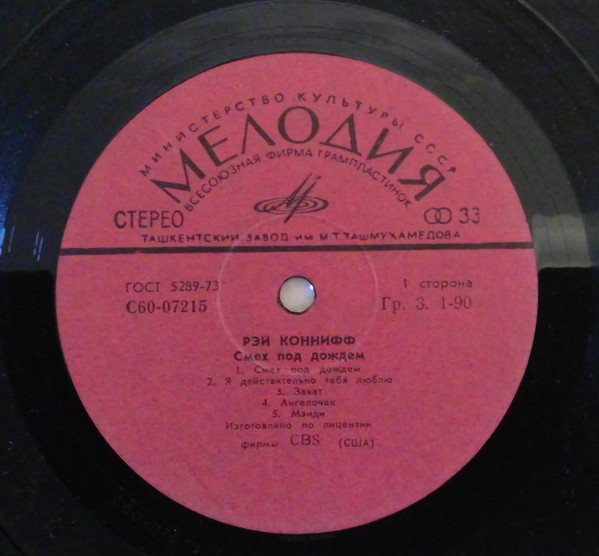 МИНИСТЕРСТВО КУЛЬТУРЫ СССР
МЕЛОДИЯ
ВСЕСОЮЗНАЯ ФИРМА ГРАМПЛАСТИНОК
СТЕРЕО 33
ТАШКЕНТСКИЙ ЗАВОД ИМ М.Т.ТАШМУХАМЕДОВА
ГОСТ 5289-73 1 сторона
С60-07215 Гр. 3. 1-90
РЭЙ КОННИФФ
Смех под дождем
1. Смех под дождем
2. Я действительно тебя люблю
3. Закат
4. Ангелочек
5. Мэнди
Изготовлено по лицензии
фирмы CBS (США)